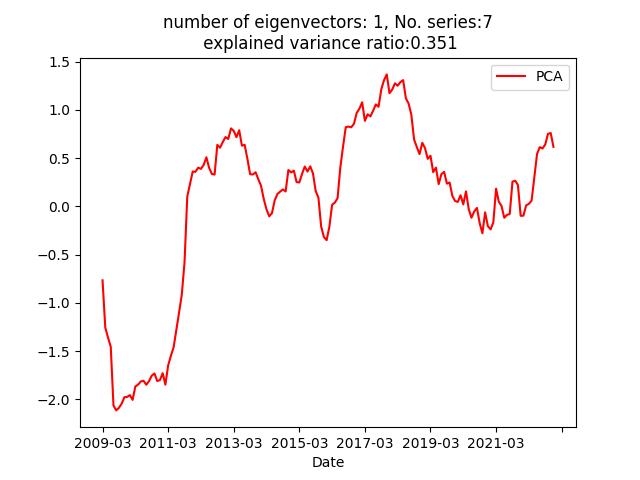 number of eigenvectors: 1, No. series:7
explained variance ratio:0.351
PCA
1.5
1.0
0.5
0.0
−0.5
−1.0
−1.5
−2.0
2009-03 2011-03 2013-03 2015-03 2017-03 2019-03 2021-03
Date